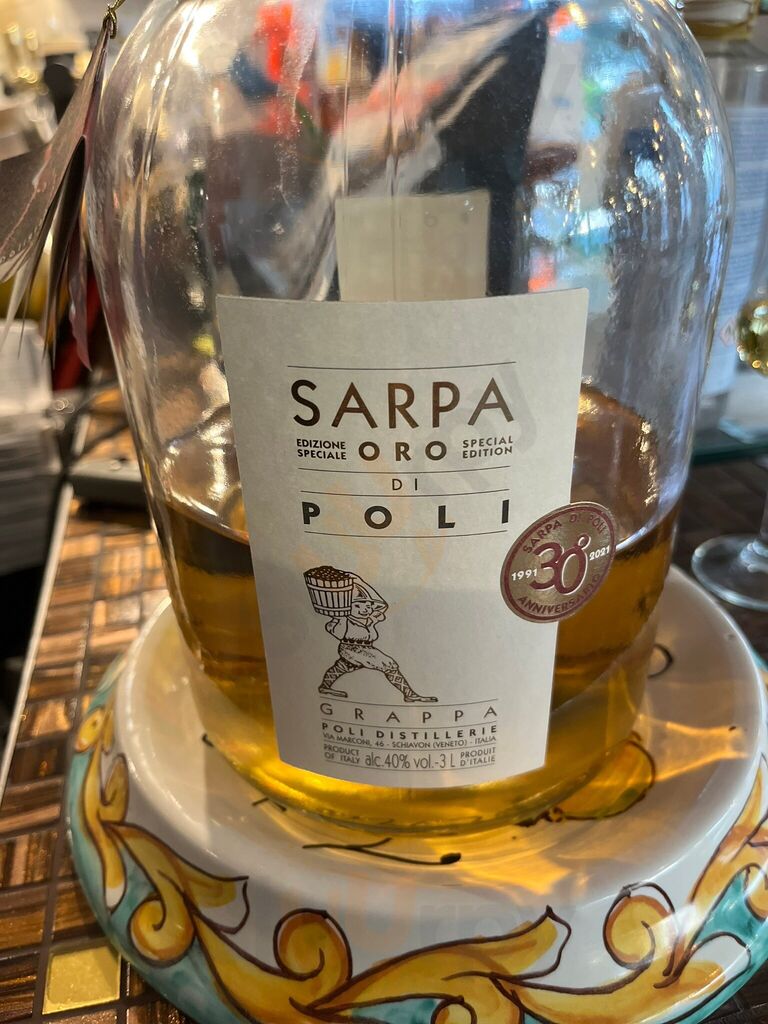 SARPA
EDIZIONE SPECIALE ORO SPECIAL EDITION
DI
POLI
SARPA DI POLI
1991 30° 2021
ANNIVERSARIO
GRAPPA
POLI DISTILLERIE
VIA MARCONI, 46 - SCHIAVON (VENETO) - ITALIA
PRODUCT OF ITALY alc. 40% vol. - 3 L PRODUIT D'ITALIE